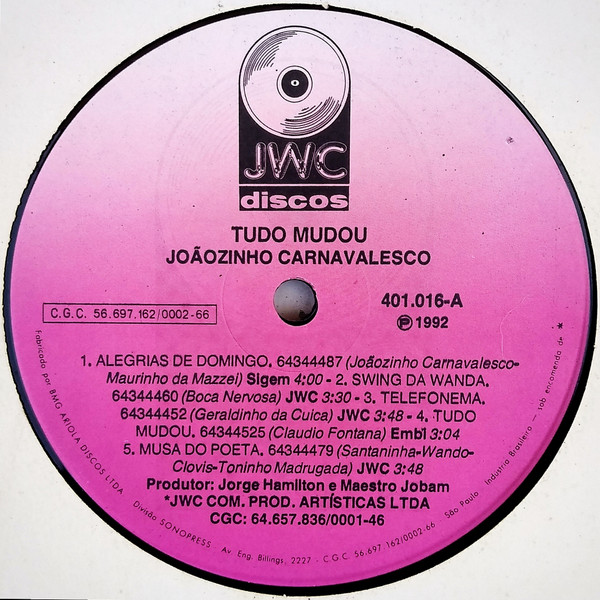 JWC
discos
TUDO MUDOU
JOÃOZINHO CARNAVALESCO
401.016-A
C.G.C. 56.697.162/0002-66
Ⓟ 1992
1. ALEGRIAS DE DOMINGO. 64344487 (Joãozinho Carnavalesco-
Maurinho da Mazzei) Sigem 4:00 - 2. SWING DA WANDA.
64344460 (Boca Nervosa) JWC 3:30 - 3. TELEFONEMA.
64344452 (Geraldinho da Cuica) JWC 3:48 - 4. TUDO
MUDOU. 64344525 (Claudio Fontana) Embi 3:04
5. MUSA DO POETA. 64344479 (Santaninha-Wando-
Clovis-Toninho Madrugada) JWC 3:48
Produtor: Jorge Hamilton e Maestro Jobam
*JWC COM. PROD. ARTÍSTICAS LTDA
CGC: 64.657.836/0001-46
Fabricado por BMG ARIOLA DISCOS LTDA. Divisão SONOPRESS. Av. Eng. Billings, 2227 - C.G.C. 56.697.162/0002-66 - São Paulo - Indústria Brasileira - sob encomenda de *